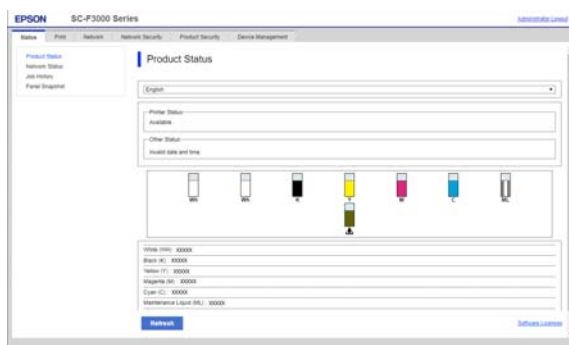 EPSON SC-F3000 Series
Administrator Logout
Status Print Network Network Security Product Security Device Management
Product Status
Network Status
Job History
Panel Snapshot
Product Status
English
Printer Status
Available.
Other Status
Invalid date and time.
WH WH K Y M C ML
White (WH) : XXXXX
Black (K) : XXXXX
Yellow (Y) : XXXXX
Magenta (M) : XXXXX
Cyan (C) : XXXXX
Maintenance Liquid (ML) : XXXXX
Refresh
Software Licenses